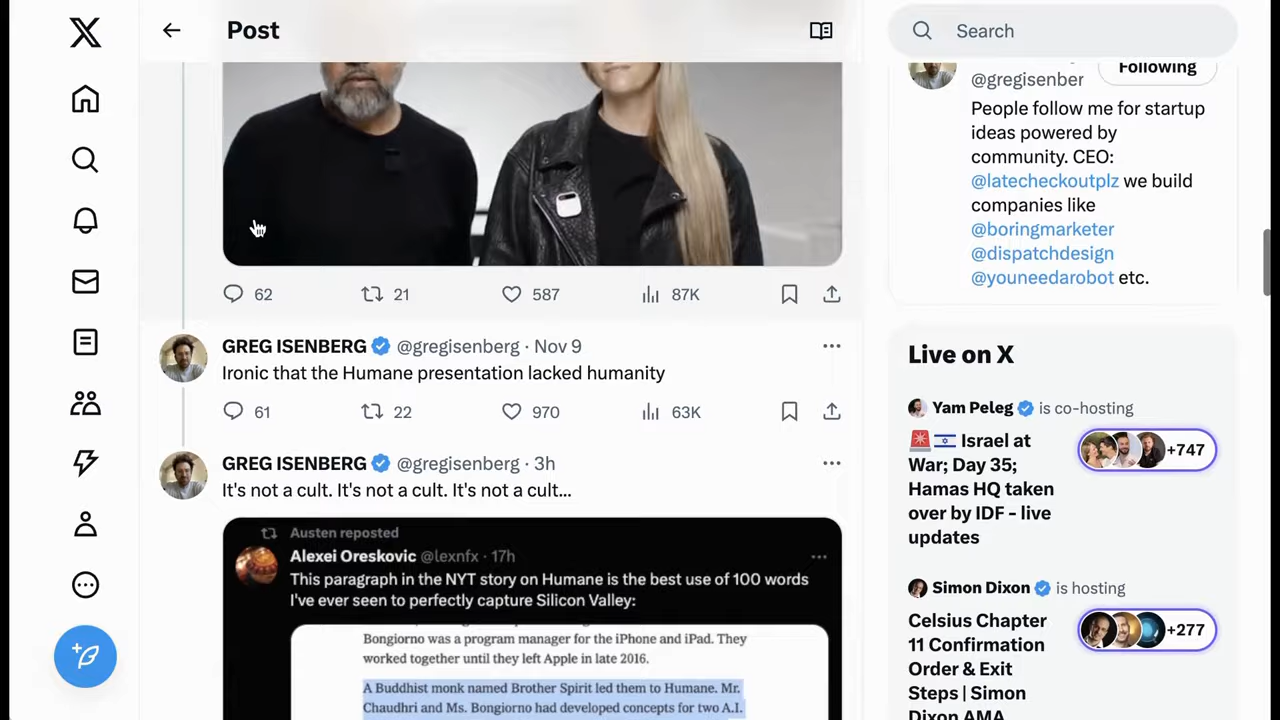 Post
Search
62
21
587
87K
GREG ISENBERG @gregisenberg · Nov 9
Ironic that the Humane presentation lacked humanity
61
22
970
63K
GREG ISENBERG @gregisenberg · 3h
It's not a cult. It's not a cult. It's not a cult...
Austen reposted
Alexei Oreskovic @lexnfx · 17h
This paragraph in the NYT story on Humane is the best use of 100 words
I've ever seen to perfectly capture Silicon Valley:
Bongiorno was a program manager for the iPhone and iPad. They
worked together until they left Apple in late 2016.
A Buddhist monk named Brother Spirit led them to Humane. Mr.
Chaudhri and Ms. Bongiorno had developed concepts for two A.I.
@gregisenber
Following
People follow me for startup
ideas powered by
community. CEO:
@latecheckoutplz we build
companies like
@boringmarketer
@dispatchdesign
@youneedarobot etc.
Live on X
Yam Peleg is co-hosting
🚨🇮🇱 Israel at
War; Day 35;
Hamas HQ taken
over by IDF - live
updates
+747
Simon Dixon is hosting
Celsius Chapter
11 Confirmation
Order & Exit
Steps | Simon
Dixon AMA
+277